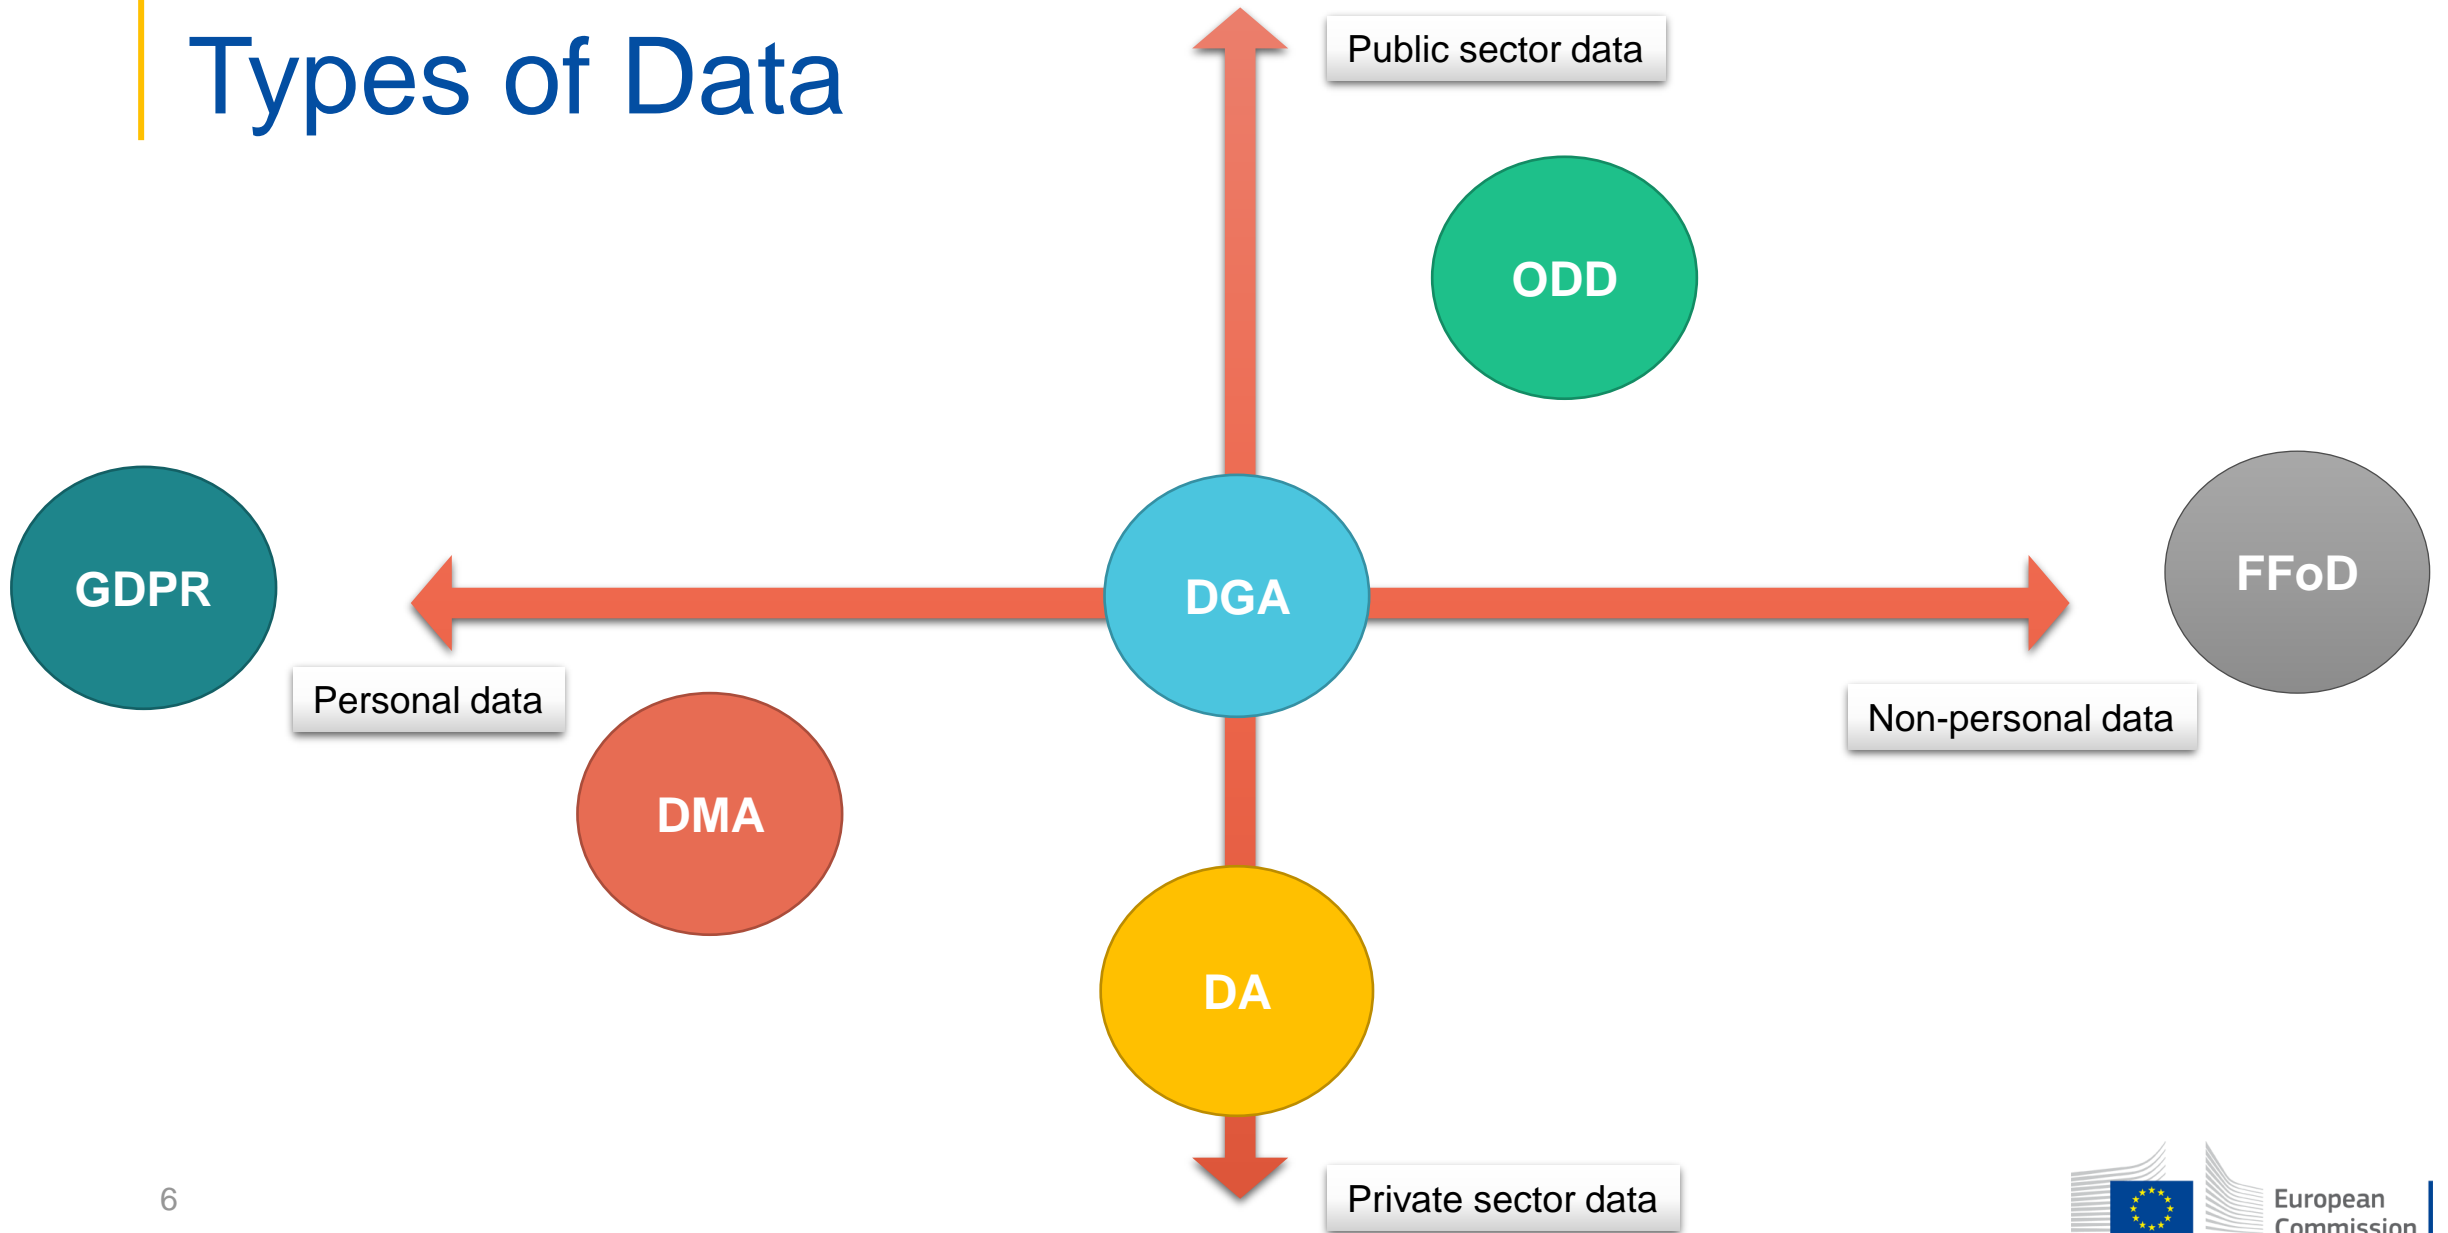 Types of Data
Public sector data
ODD
GDPR
DGA
FFoD
Personal data
Non-personal data
DMA
DA
Private sector data
6
European
Commission